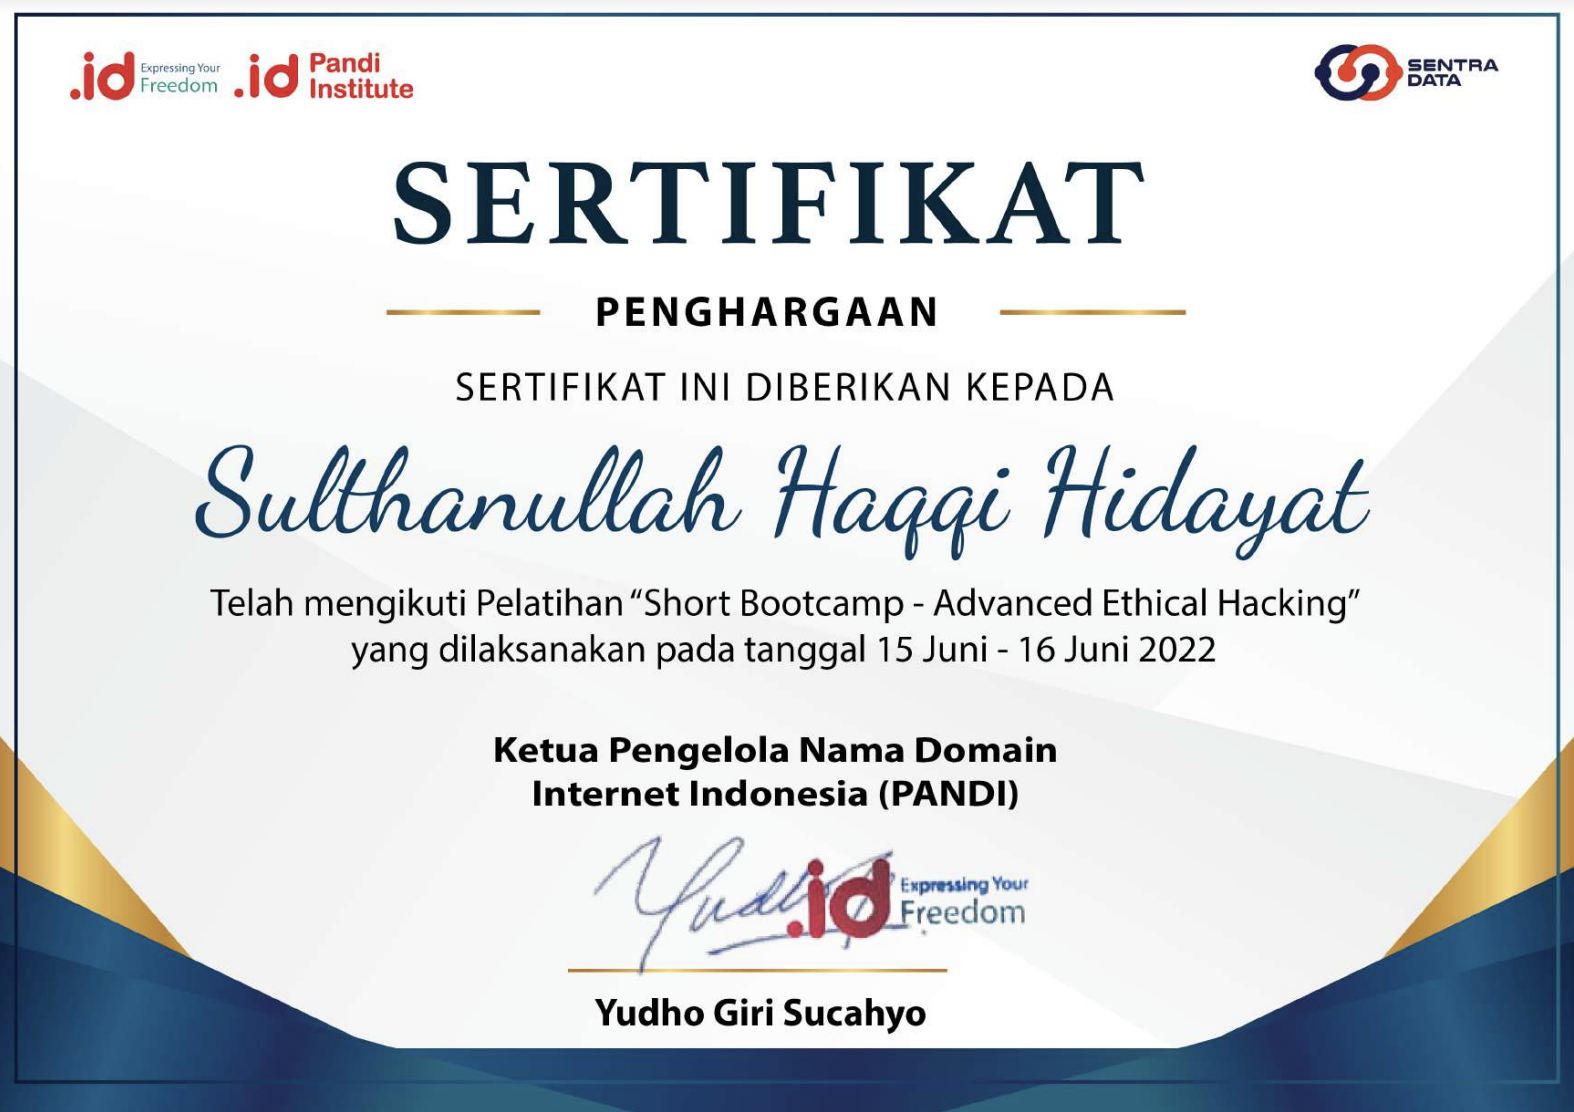 .id Expressing Your
Freedom
.id Pandi
Institute
SENTRA
DATA
SERTIFIKAT
PENGHARGAAN
SERTIFIKAT INI DIBERIKAN KEPADA
Sulthanullah Haqqi Hidayat
Telah mengikuti Pelatihan “Short Bootcamp - Advanced Ethical Hacking”
yang dilaksanakan pada tanggal 15 Juni - 16 Juni 2022
Ketua Pengelola Nama Domain
Internet Indonesia (PANDI)
.id Expressing Your
Freedom
Yudho Giri Sucahyo